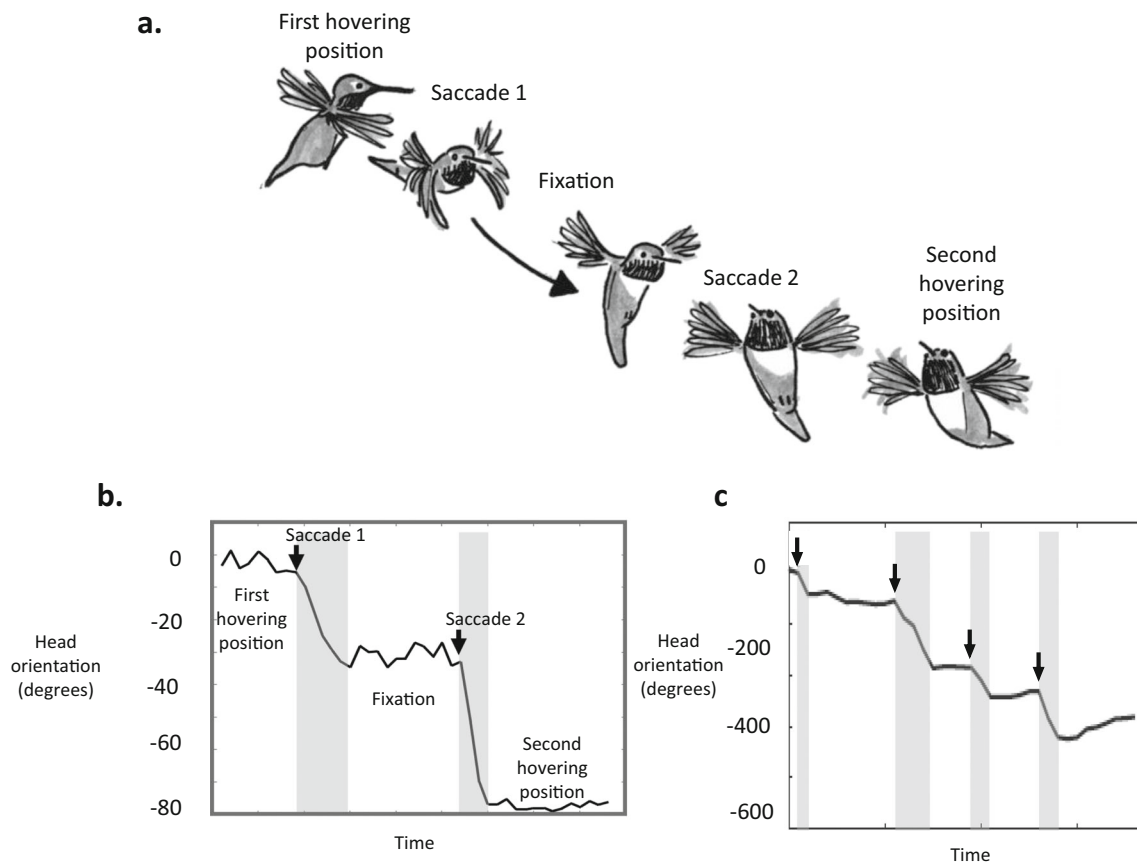 a.
First hovering
position
Saccade 1
Fixation
Saccade 2
Second
hovering
position
b.
Head
orientation
(degrees)
0
-20
-40
-60
-80
Saccade 1
First
hovering
position
Fixation
Saccade 2
Second
hovering
position
Time
c
Head
orientation
(degrees)
0
-200
-400
-600
Time